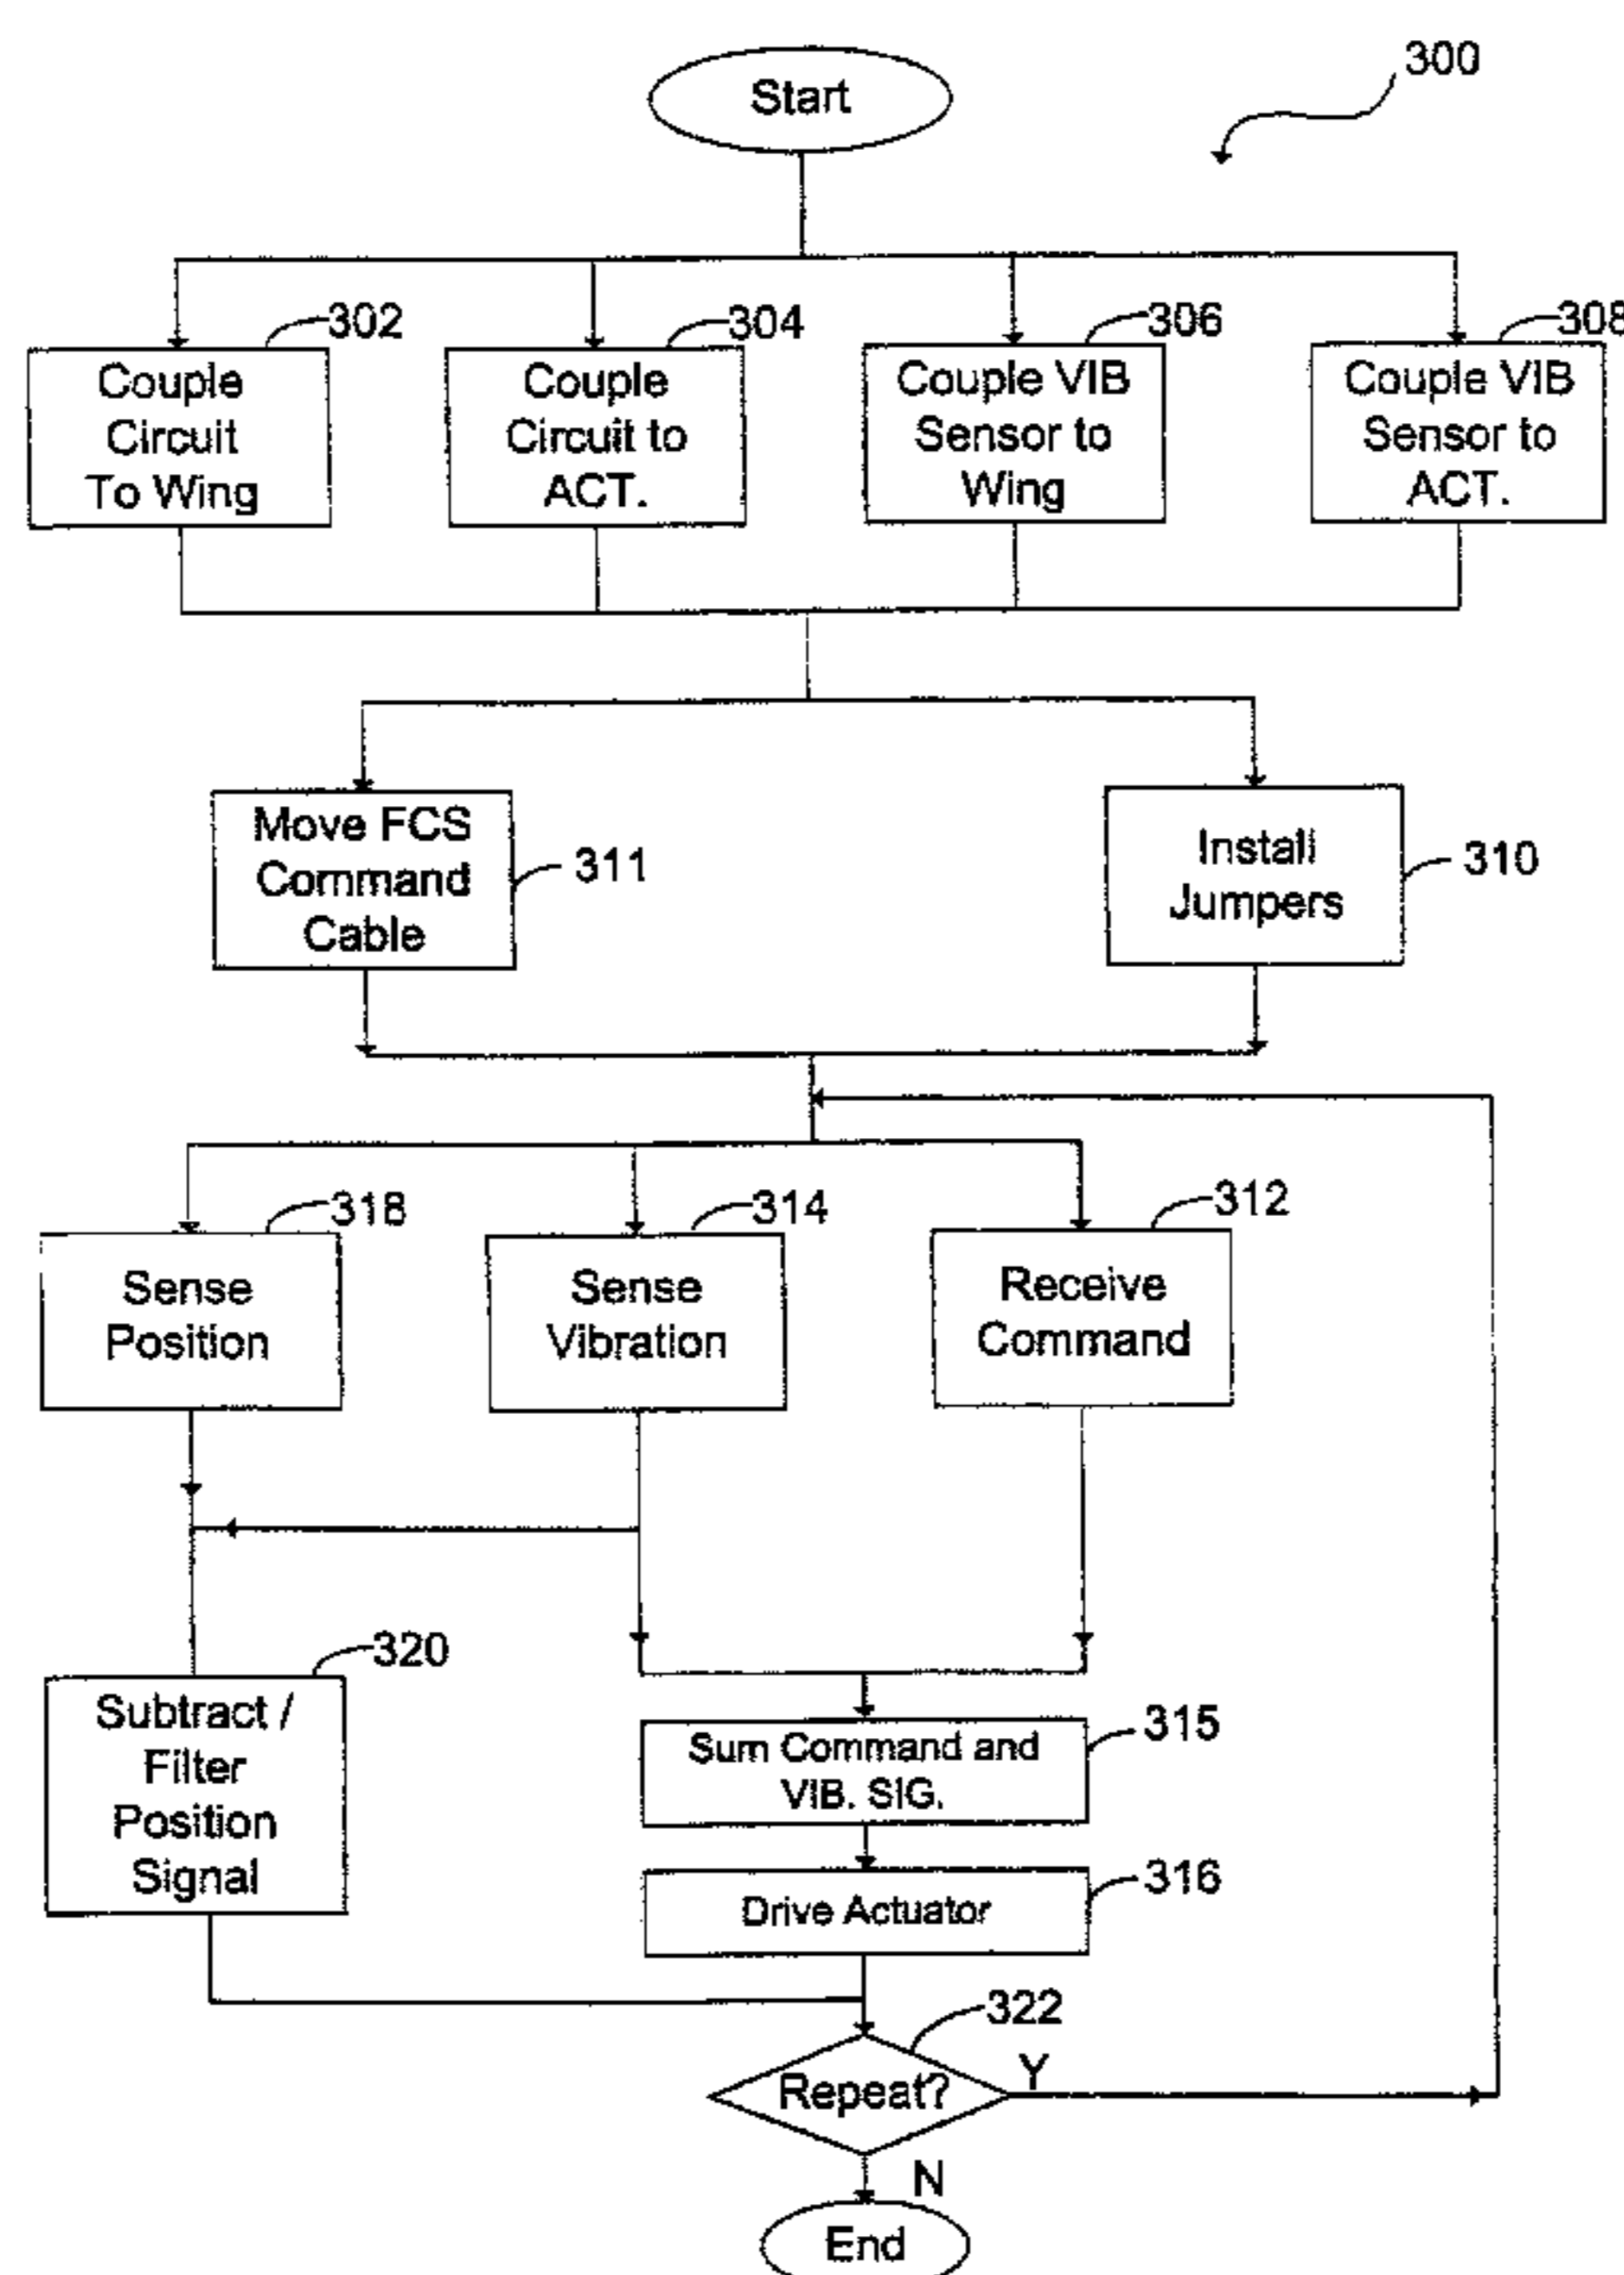 Start
300
302
304
306
308
Couple
Circuit
To Wing
Couple
Circuit to
ACT.
Couple VIB
Sensor to
Wing
Couple VIB
Sensor to
ACT.
Move FCS
Command
Cable
311
Install
Jumpers
310
318
314
312
Sense
Position
Sense
Vibration
Receive
Command
320
Subtract /
Filter
Position
Signal
Sum Command and
VIB. SIG.
315
Drive Actuator
316
322
Repeat?
Y
N
End